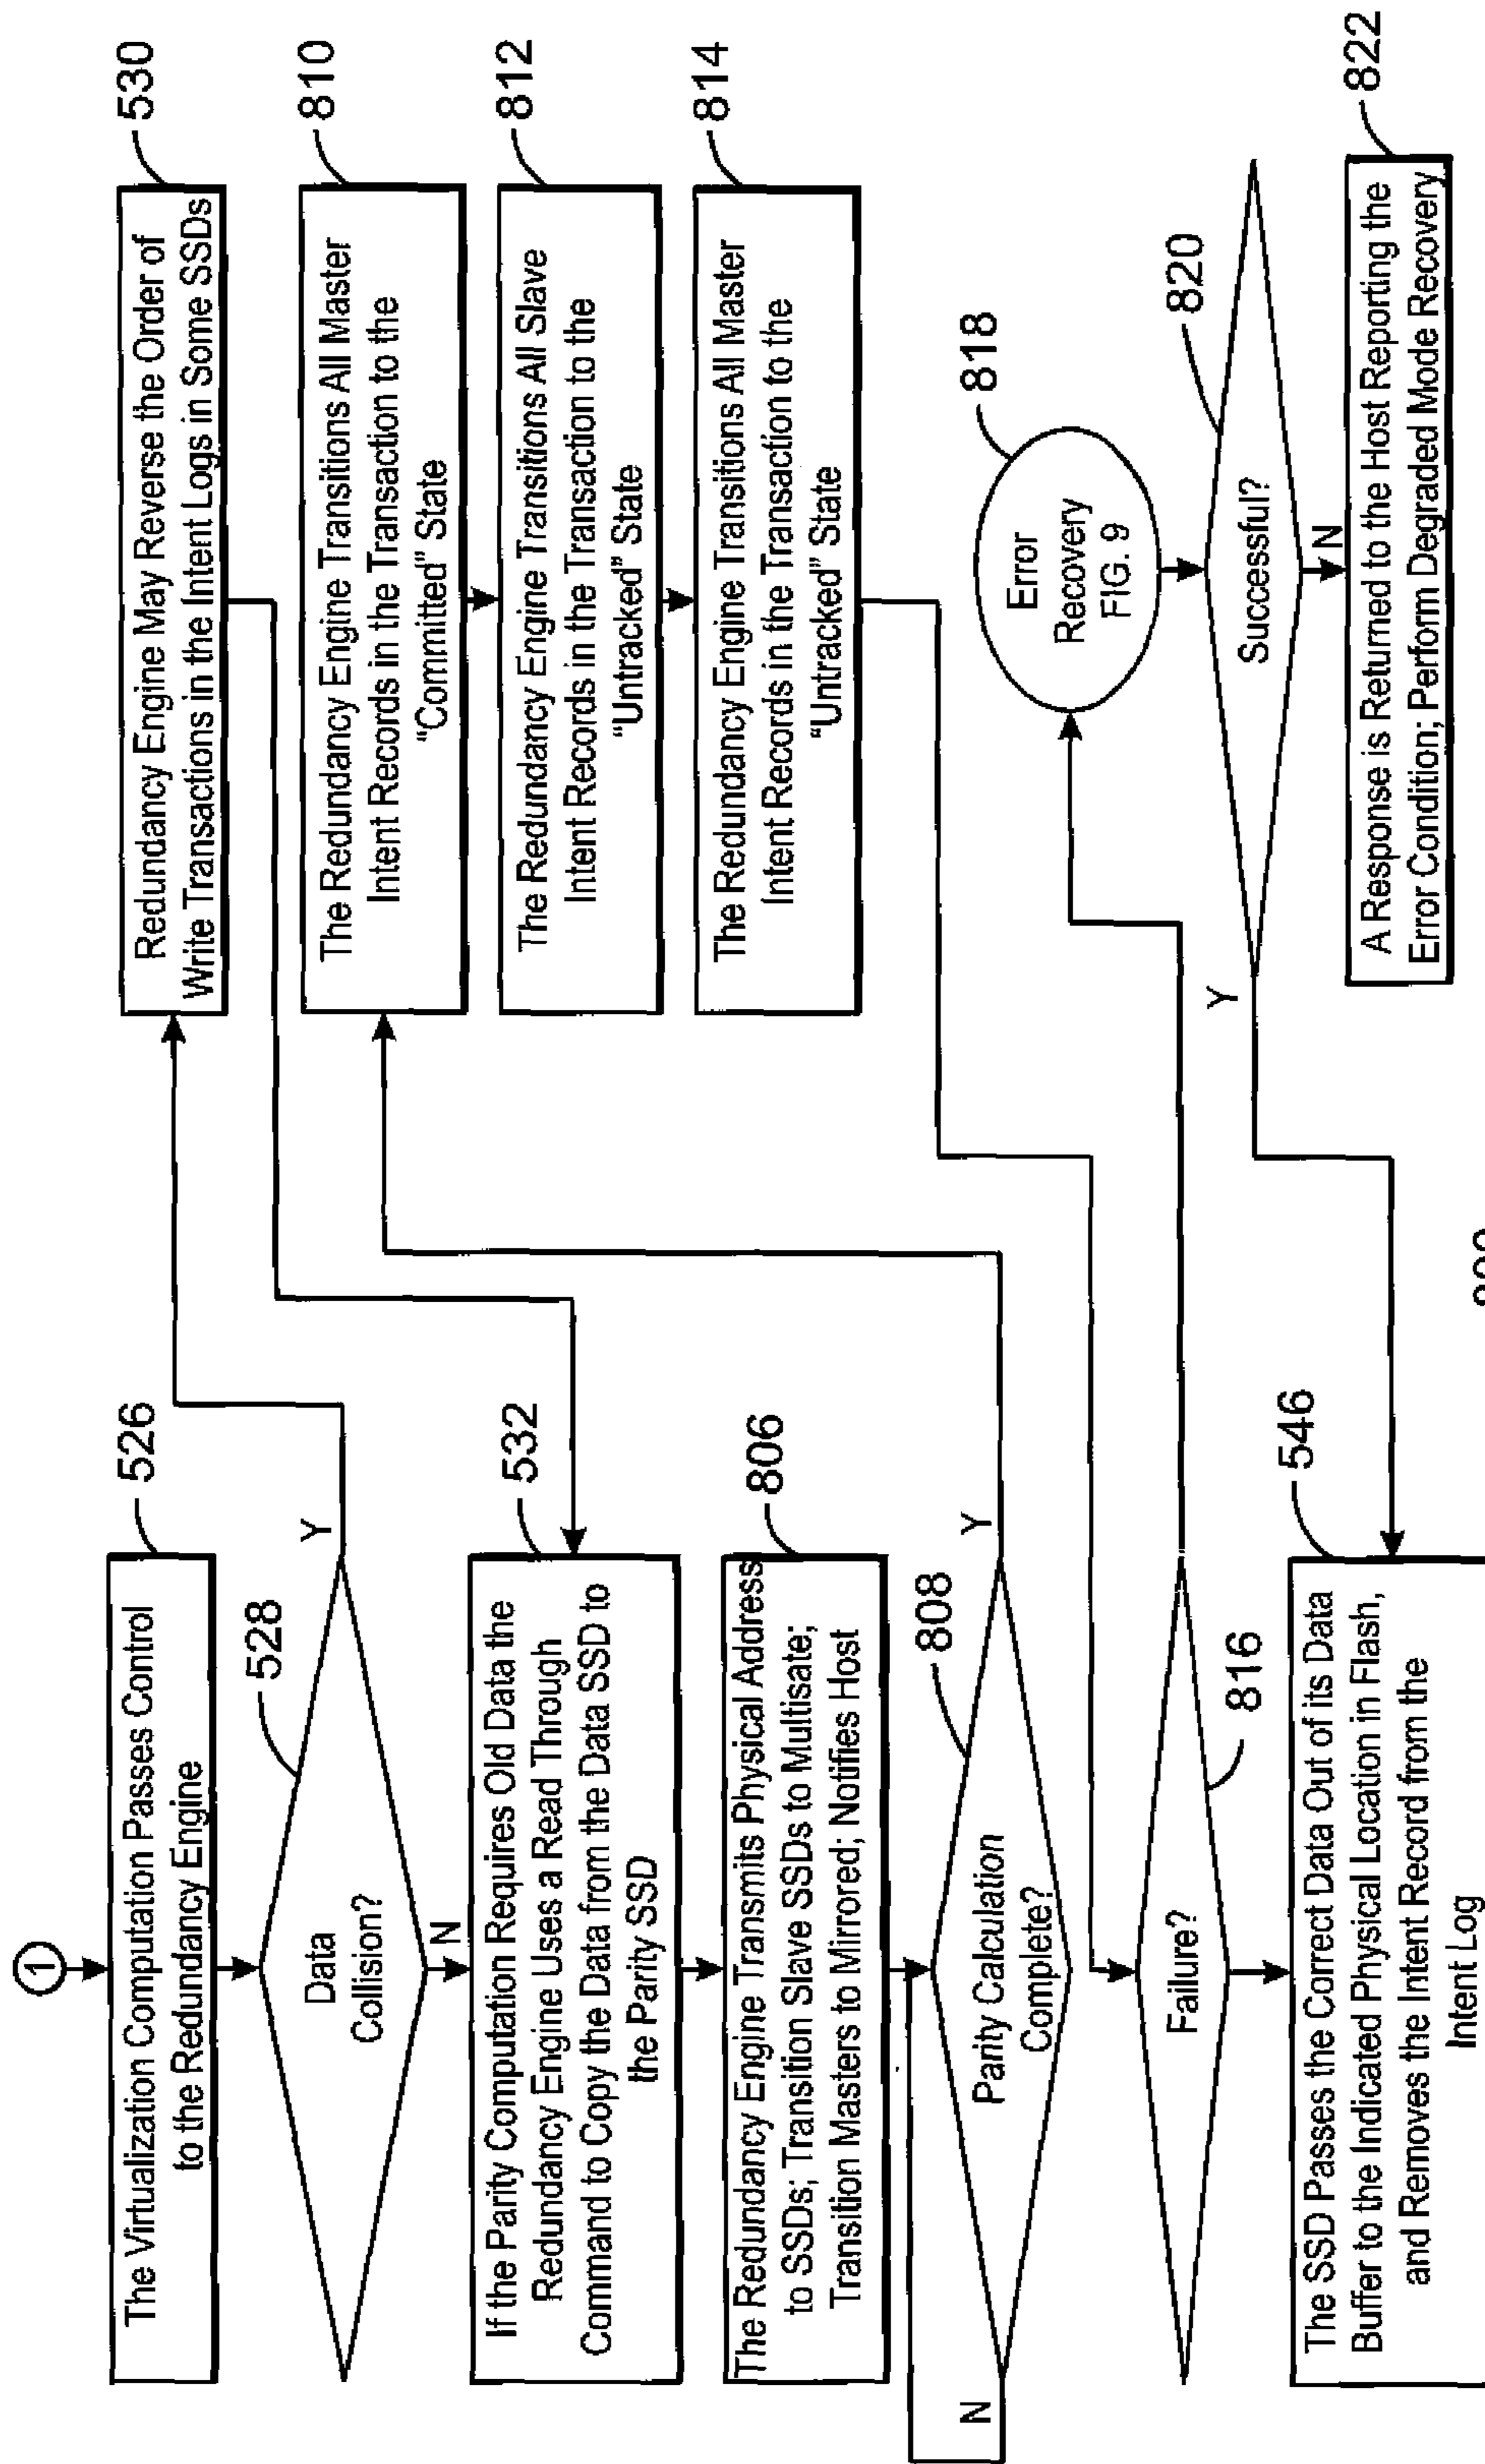 1
The Virtualization Computation Passes Control
to the Redundancy Engine
526
Data
Collision?
528
Y
N
Redundancy Engine May Reverse the Order of
Write Transactions in the Intent Logs in Some SSDs
530
If the Parity Computation Requires Old Data the
Redundancy Engine Uses a Read Through
Command to Copy the Data from the Data SSD to
the Parity SSD
532
The Redundancy Engine Transmits Physical Address
to SSDs; Transition Slave SSDs to Multisate;
Transition Masters to Mirrored; Notifies Host
806
Parity Calculation
Complete?
808
Y
N
The Redundancy Engine Transitions All Master
Intent Records in the Transaction to the
“Committed” State
810
The Redundancy Engine Transitions All Slave
Intent Records in the Transaction to the
“Untracked” State
812
The Redundancy Engine Transitions All Master
Intent Records in the Transaction to the
“Untracked” State
814
Failure?
816
Error
Recovery
FIG. 9
818
Successful?
820
Y
N
A Response is Returned to the Host Reporting the
Error Condition; Perform Degraded Mode Recovery
822
The SSD Passes the Correct Data Out of its Data
Buffer to the Indicated Physical Location in Flash,
and Removes the Intent Record from the
Intent Log
546